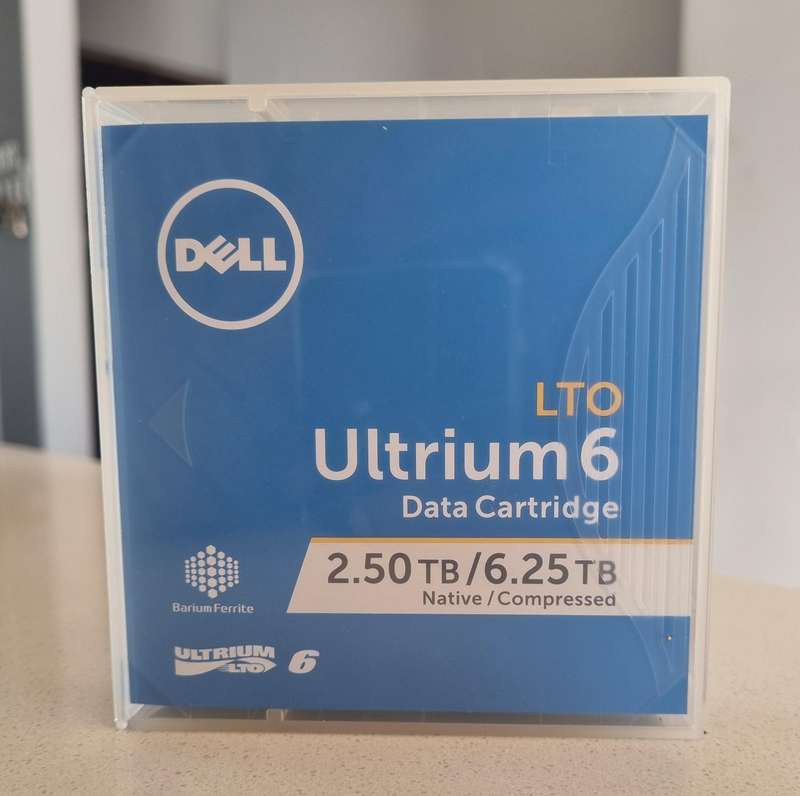 DELL
LTO
Ultrium 6
Data Cartridge
2.50 TB/6.25 TB
Native / Compressed
Barium Ferrite
ULTRIUM
LTO
6